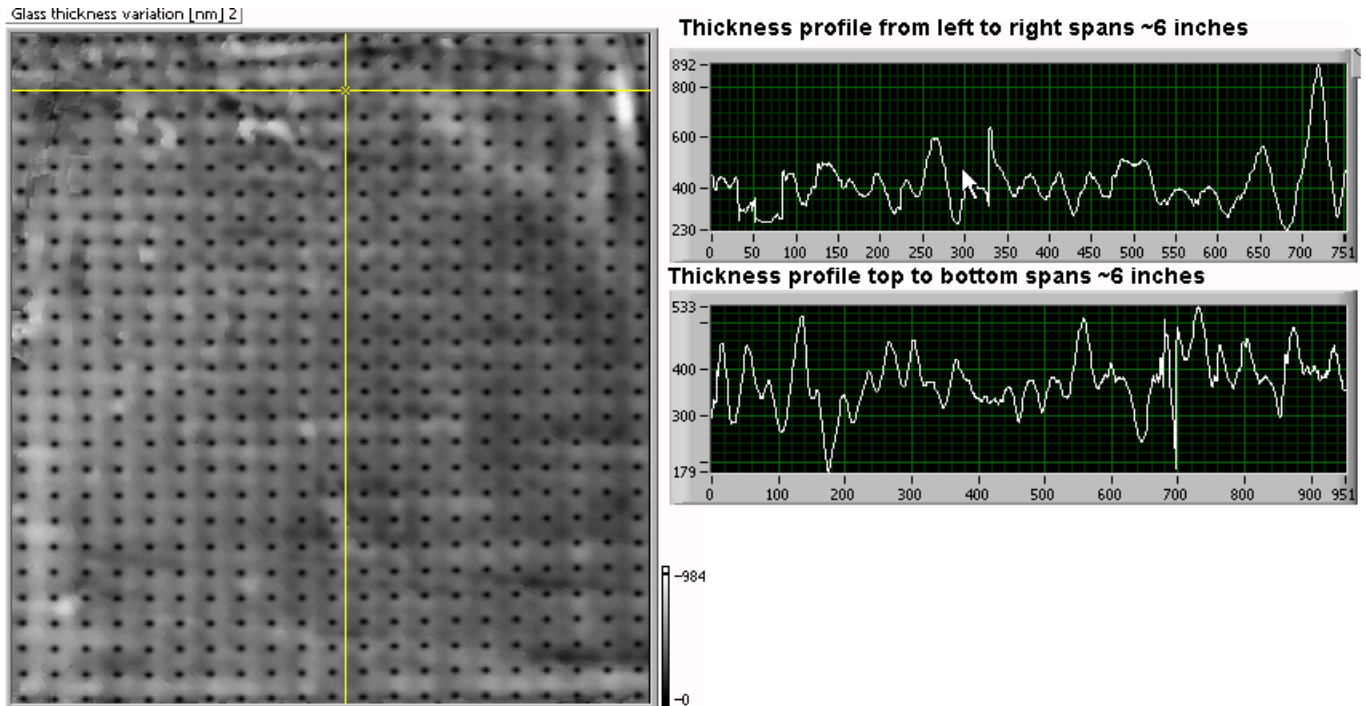 Glass thickness variation [nm] 2
Thickness profile from left to right spans ~6 inches
892
800
600
400
230
0 50 100 150 200 250 300 350 400 450 500 550 600 650 700 751
Thickness profile top to bottom spans ~6 inches
533
400
300
179
0 100 200 300 400 500 600 700 800 900 951
-984
-0